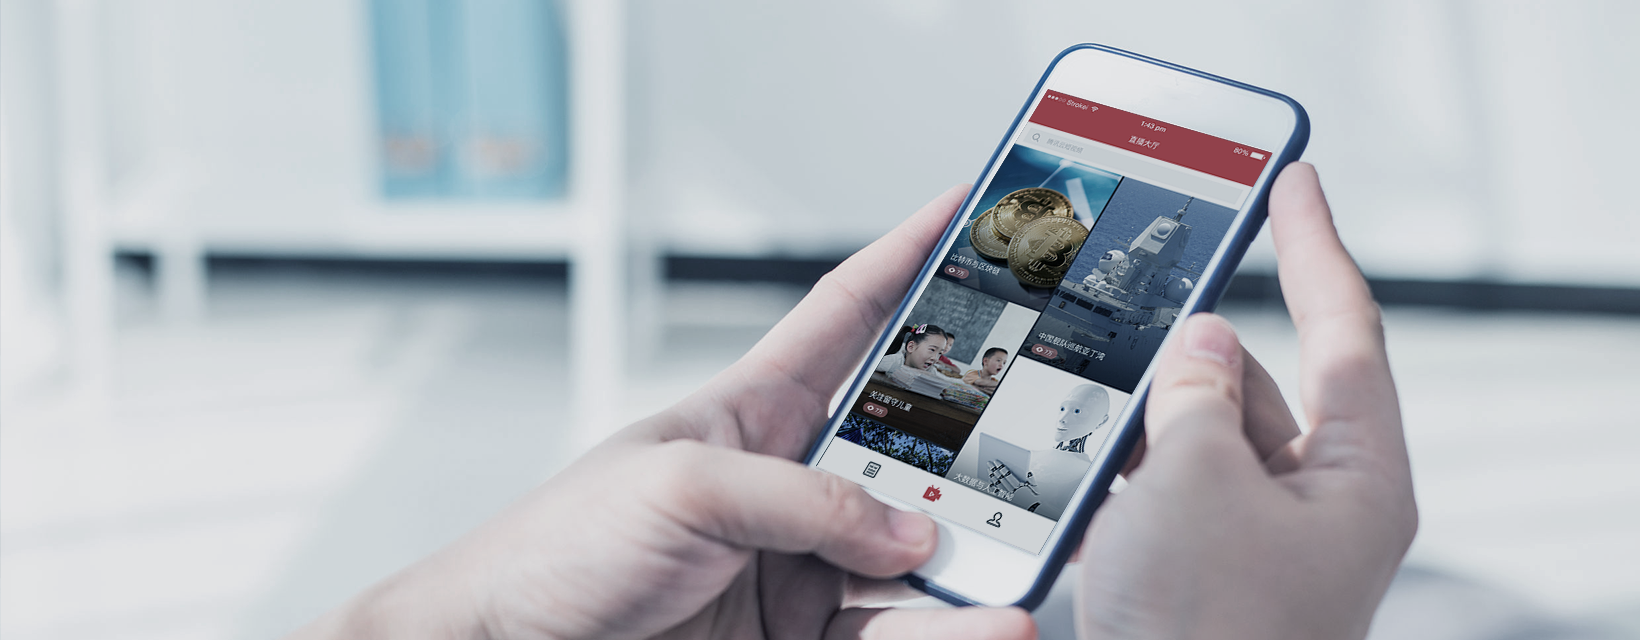 Strokei
1:43 pm
80%
直播大厅
比特币与区块链
7万
中国舰队巡航亚丁湾
7万
关注留守儿童
7万
大数据与人工智能